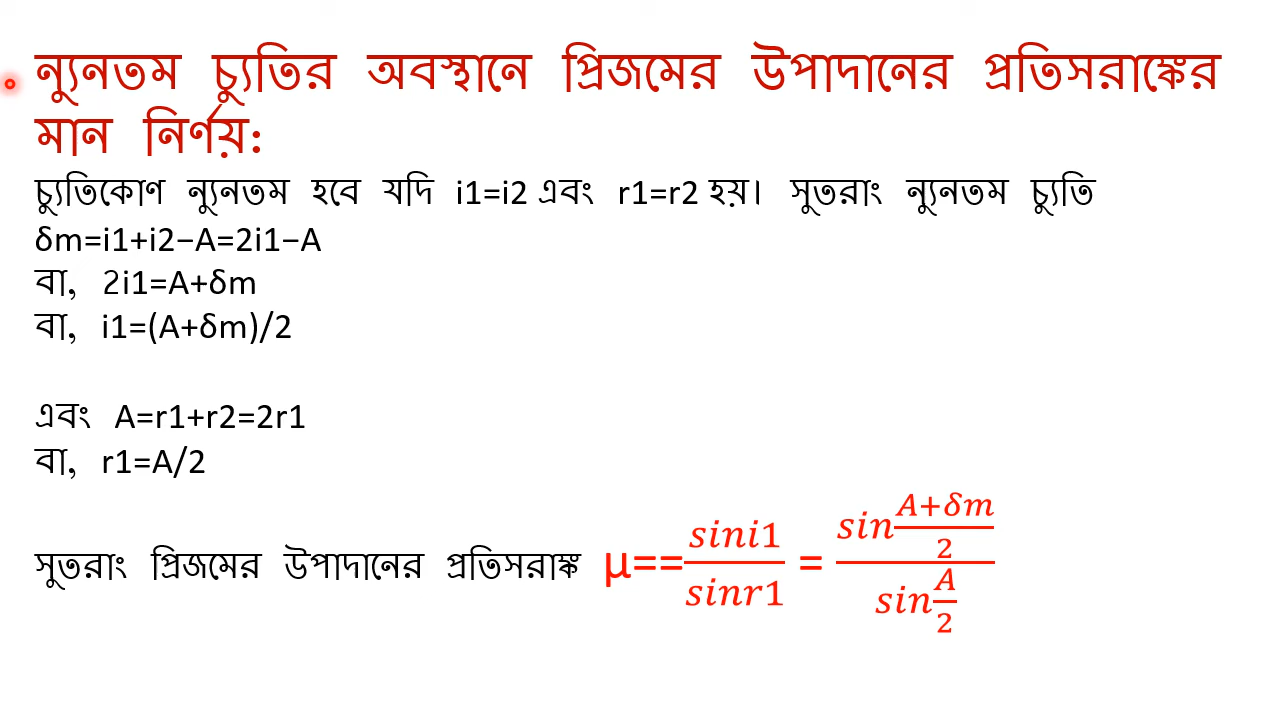 ন্যুনতম চ্যুতির অবস্থানে প্রিজমের উপাদানের প্রতিসরাঙ্কের
মান নির্ণয়:
চ্যুতিকোণ ন্যুনতম হবে যদি i1=i2 এবং r1=r2 হয়। সুতরাং ন্যুনতম চ্যুতি
δm=i1+i2−A=2i1−A
বা, 2i1=A+δm
বা, i1=(A+δm)/2
এবং A=r1+r2=2r1
বা, r1=A/2
সুতরাং প্রিজমের উপাদানের প্রতিসরাঙ্ক μ==sini1/sinr1 = sin(A+δm)/2 / sin A/2